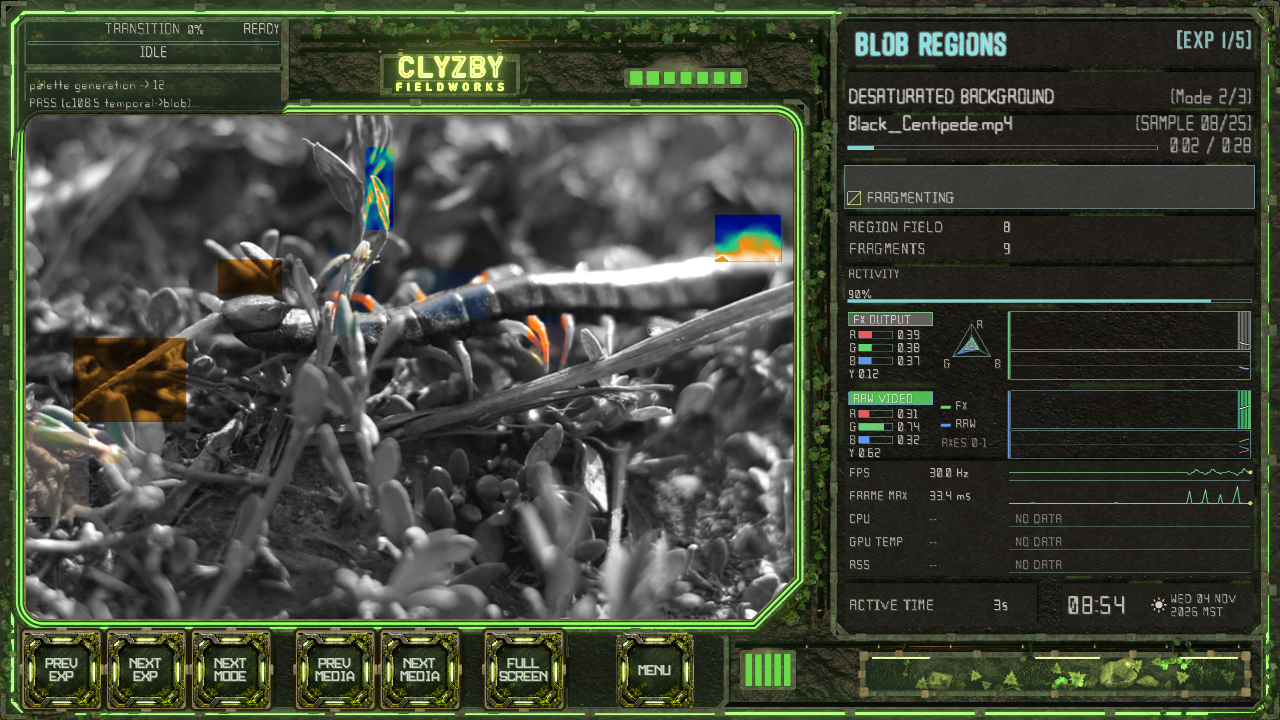 TRANSITION 0% READY
IDLE
palette generation -> 12
PASS (c1085 temporal->blob)
CLYZBY
FIELDWORKS
BLOB REGIONS [EXP 1/5]
DESATURATED BACKGROUND (Mode 2/3)
Black_Centipede.mp4 (SAMPLE 08/25)
0:02 / 0:28
FRAGMENTING
REGION FIELD 8
FRAGMENTS 9
ACTIVITY
90%
FX OUTPUT
R 0.39
G 0.38
B 0.37
Y 0.12
R
G B
RAW VIDEO
R 0.31
G 0.74
B 0.32
Y 0.62
FX
RAW
AXES 0-1
FPS 30.0 Hz
FRAME MAX 33.4 ms
CPU -- NO DATA
GPU TEMP -- NO DATA
RSS -- NO DATA
ACTIVE TIME 3s
08:54 WED 04 NOV
2026 MST
PREV
EXP
NEXT
EXP
NEXT
MODE
PREV
MEDIA
NEXT
MEDIA
FULL
SCREEN
MENU